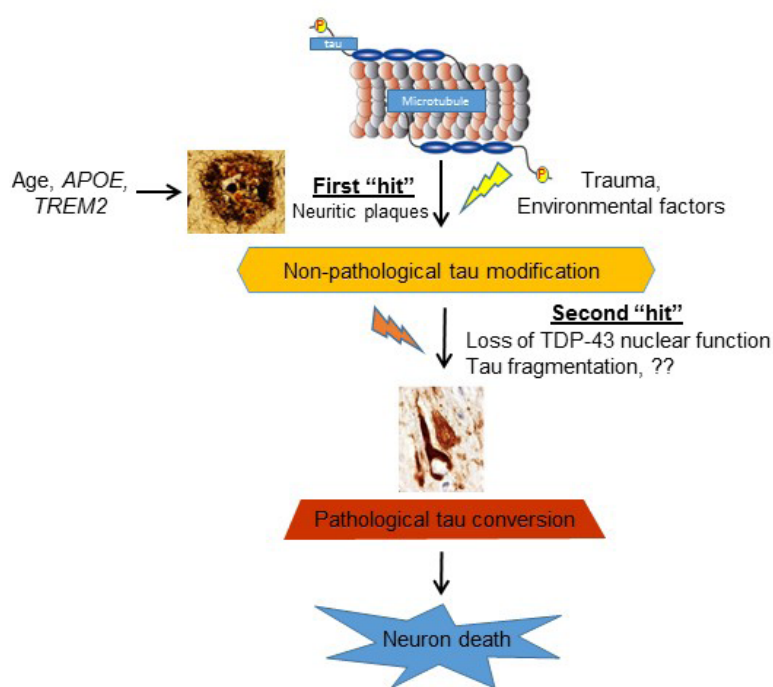 P
tau
Microtubule
P
Age, APOE,
TREM2
First “hit”
Neuritic plaques
Trauma,
Environmental factors
Non-pathological tau modification
Second “hit”
Loss of TDP-43 nuclear function
Tau fragmentation, ??
Pathological tau conversion
Neuron death